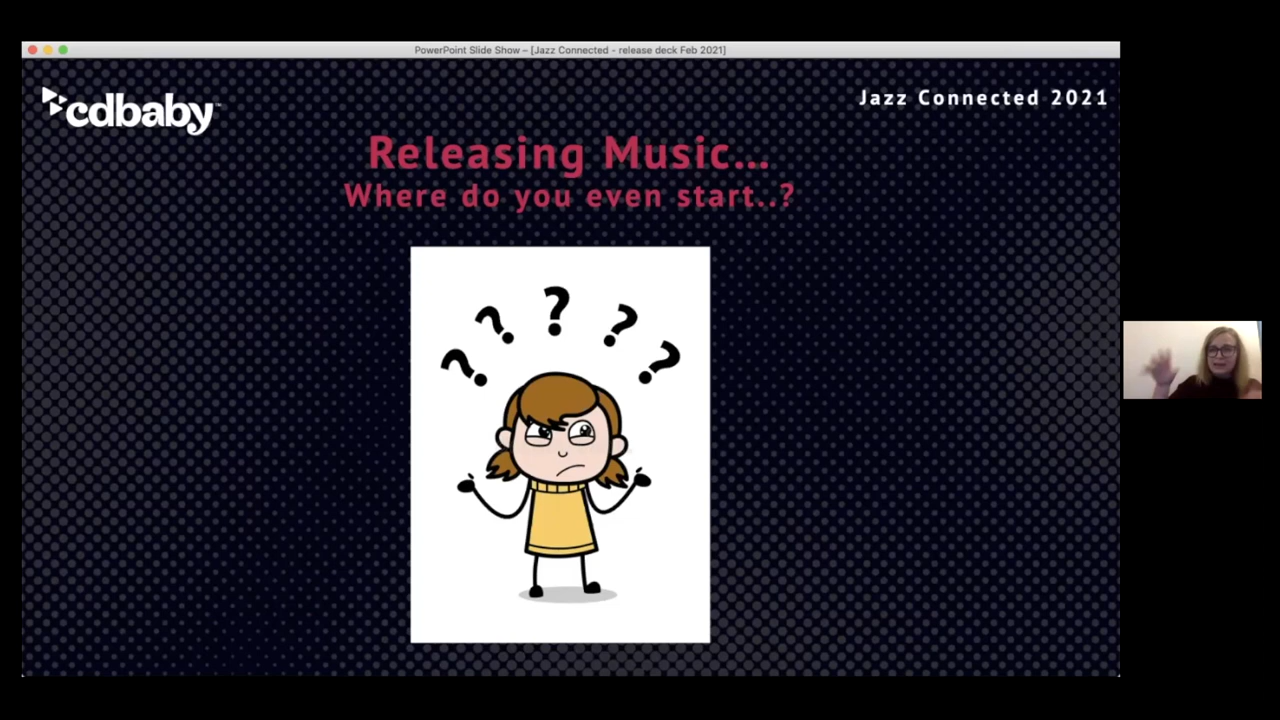 PowerPoint Slide Show – [Jazz Connected - release deck Feb 2021]
cdbaby™
Jazz Connected 2021
Releasing Music...
Where do you even start..?
? ? ? ? ?